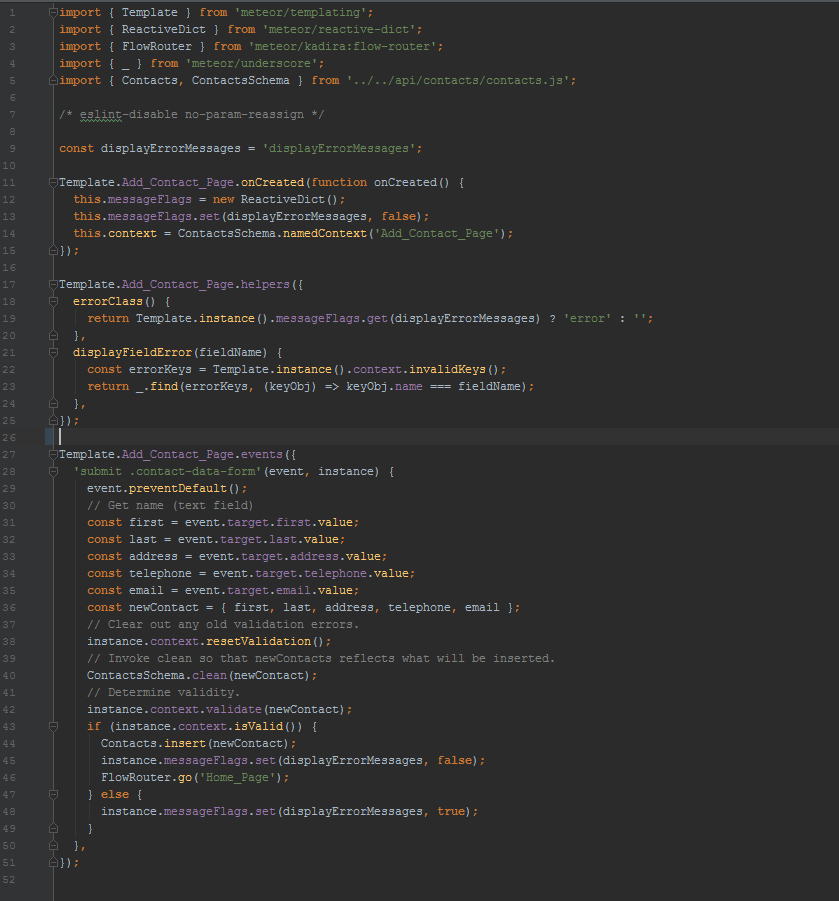 1 import { Template } from 'meteor/templating';
2 import { ReactiveDict } from 'meteor/reactive-dict';
3 import { FlowRouter } from 'meteor/kadira:flow-router';
4 import { _ } from 'meteor/underscore';
5 import { Contacts, ContactsSchema } from '../../api/contacts/contacts.js';
6
7 /* eslint-disable no-param-reassign */
8
9 const displayErrorMessages = 'displayErrorMessages';
10
11 Template.Add_Contact_Page.onCreated(function onCreated() {
12   this.messageFlags = new ReactiveDict();
13   this.messageFlags.set(displayErrorMessages, false);
14   this.context = ContactsSchema.namedContext('Add_Contact_Page');
15 });
16
17 Template.Add_Contact_Page.helpers({
18   errorClass() {
19     return Template.instance().messageFlags.get(displayErrorMessages) ? 'error' : '';
20   },
21   displayFieldError(fieldName) {
22     const errorKeys = Template.instance().context.invalidKeys();
23     return _.find(errorKeys, (keyObj) => keyObj.name === fieldName);
24   },
25 });
26
27 Template.Add_Contact_Page.events({
28   'submit .contact-data-form'(event, instance) {
29     event.preventDefault();
30     // Get name (text field)
31     const first = event.target.first.value;
32     const last = event.target.last.value;
33     const address = event.target.address.value;
34     const telephone = event.target.telephone.value;
35     const email = event.target.email.value;
36     const newContact = { first, last, address, telephone, email };
37     // Clear out any old validation errors.
38     instance.context.resetValidation();
39     // Invoke clean so that newContacts reflects what will be inserted.
40     ContactsSchema.clean(newContact);
41     // Determine validity.
42     instance.context.validate(newContact);
43     if (instance.context.isValid()) {
44       Contacts.insert(newContact);
45       instance.messageFlags.set(displayErrorMessages, false);
46       FlowRouter.go('Home_Page');
47     } else {
48       instance.messageFlags.set(displayErrorMessages, true);
49     }
50   },
51 });
52